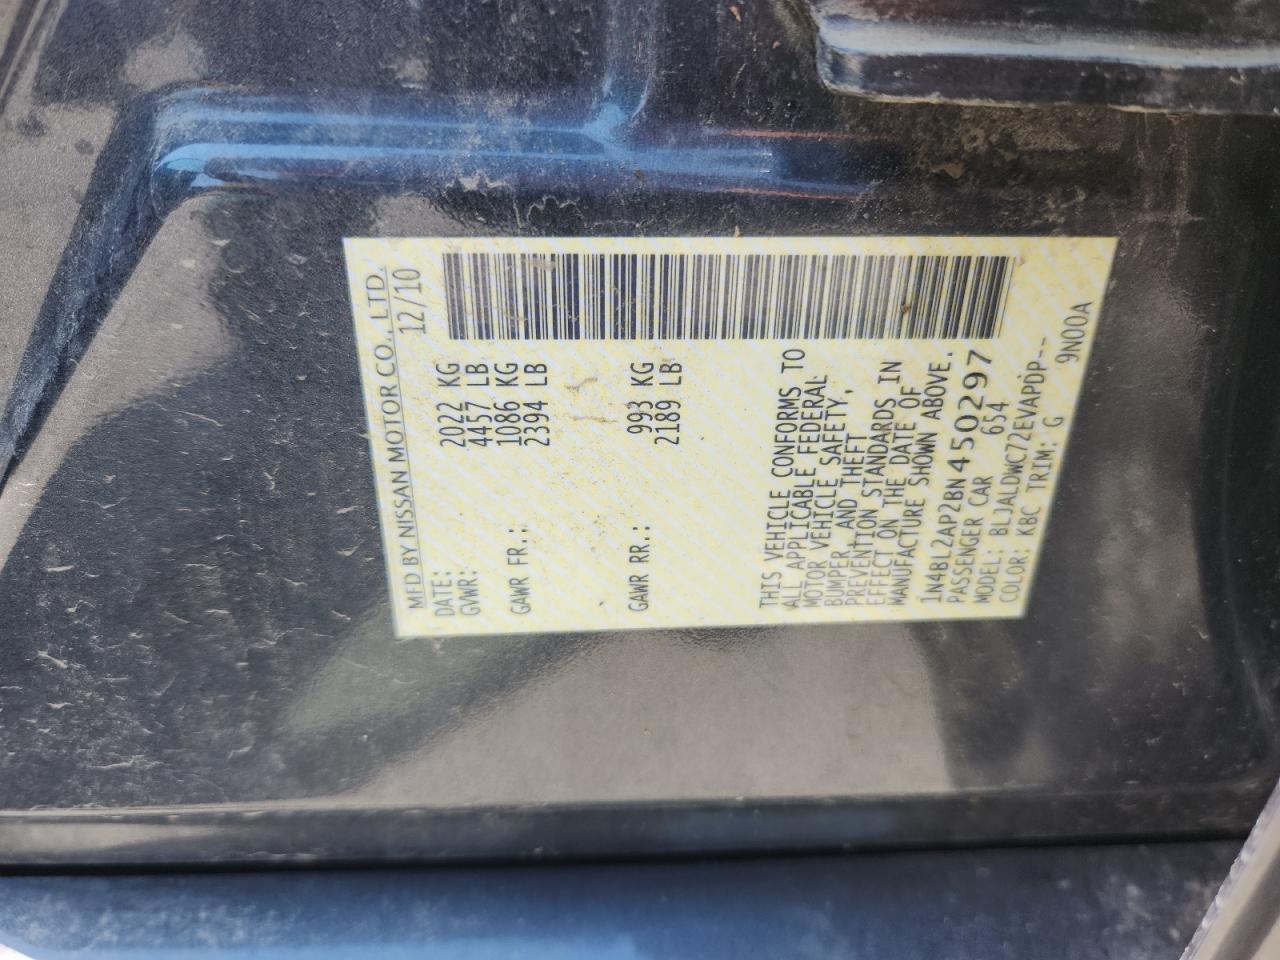 MFD BY NISSAN MOTOR CO., LTD.
DATE: 12/10
GVWR: 2022 KG
4457 LB
GAWR FR.: 1086 KG
2394 LB
GAWR RR.: 993 KG
2189 LB
THIS VEHICLE CONFORMS TO
ALL APPLICABLE FEDERAL
MOTOR VEHICLE SAFETY,
BUMPER, AND THEFT
PREVENTION STANDARDS IN
EFFECT ON THE DATE OF
MANUFACTURE SHOWN ABOVE.
1N4BL2AP2BN450297
PASSENGER CAR 654
MODEL: BLJALDWC72EVAPDP--
COLOR: KBC TRIM: G 9N00A